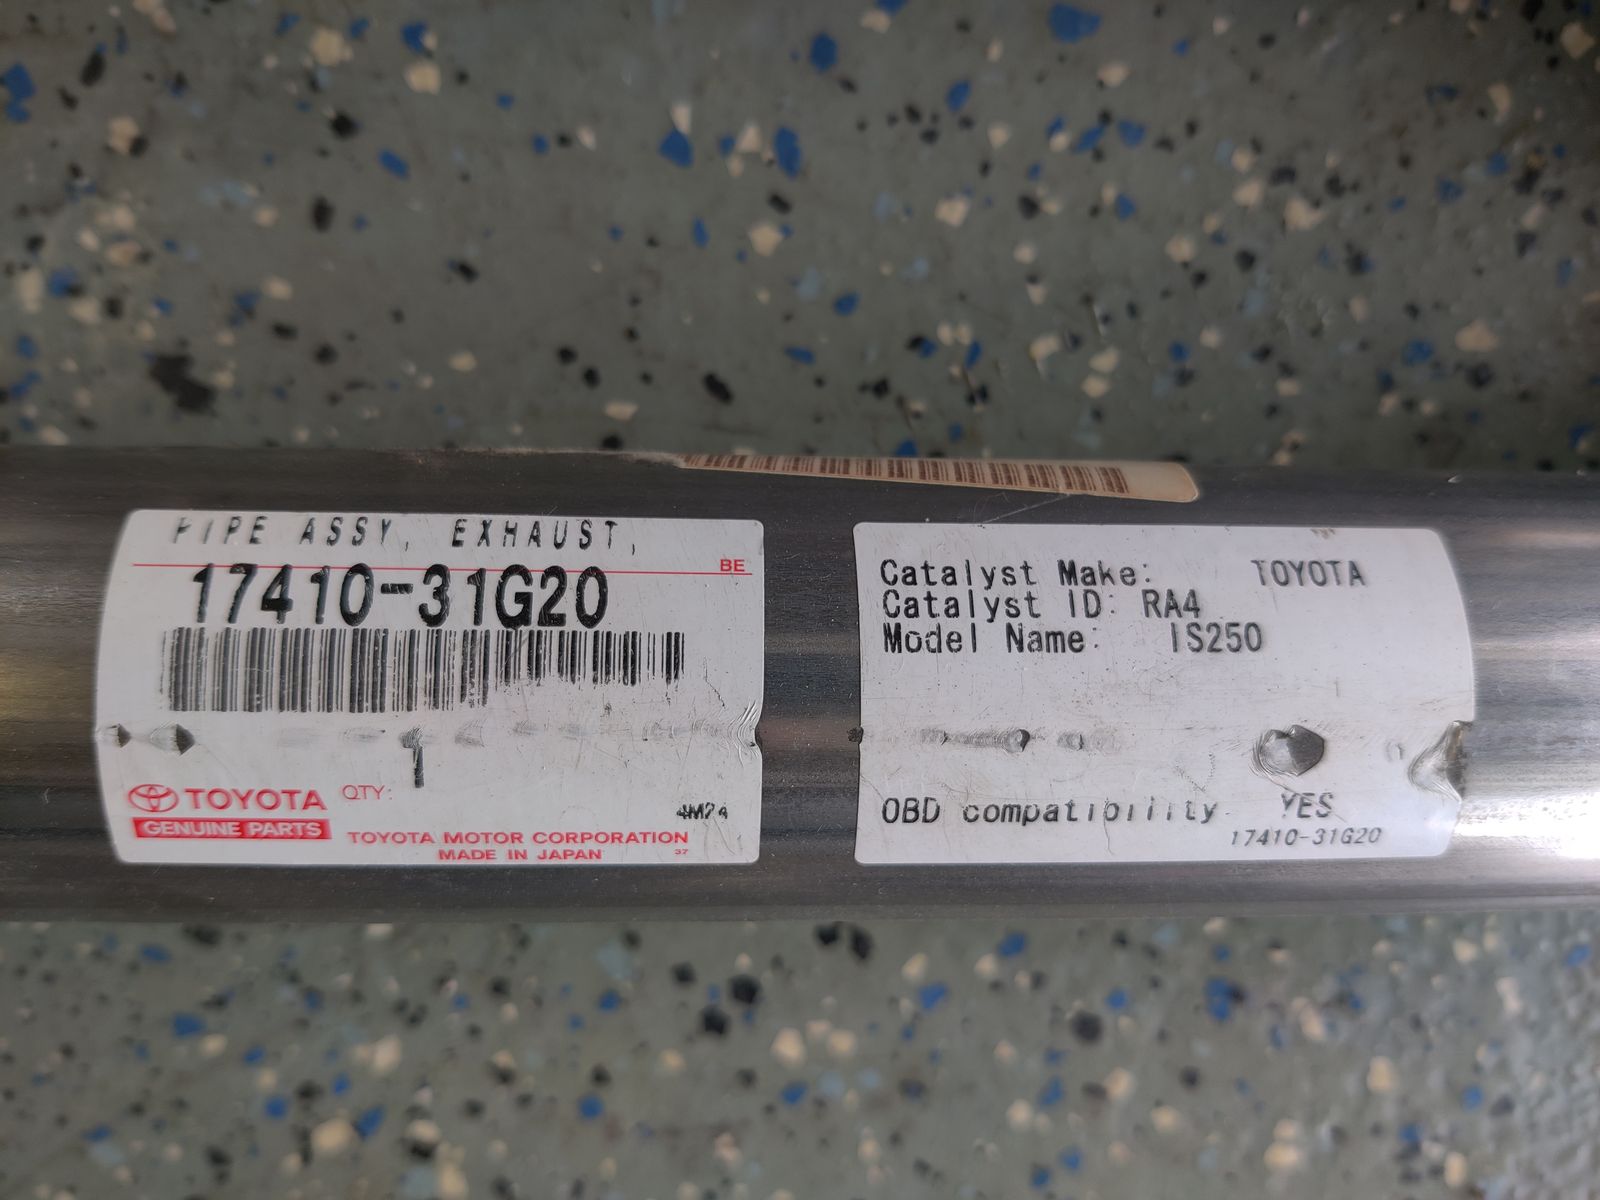 PIPE ASSY, EXHAUST,
BE
17410-31G20
1
TOYOTA QTY:
GENUINE PARTS
4M24
TOYOTA MOTOR CORPORATION
MADE IN JAPAN 37
Catalyst Make: TOYOTA
Catalyst ID: RA4
Model Name: IS250
OBD compatibility YES
17410-31G20